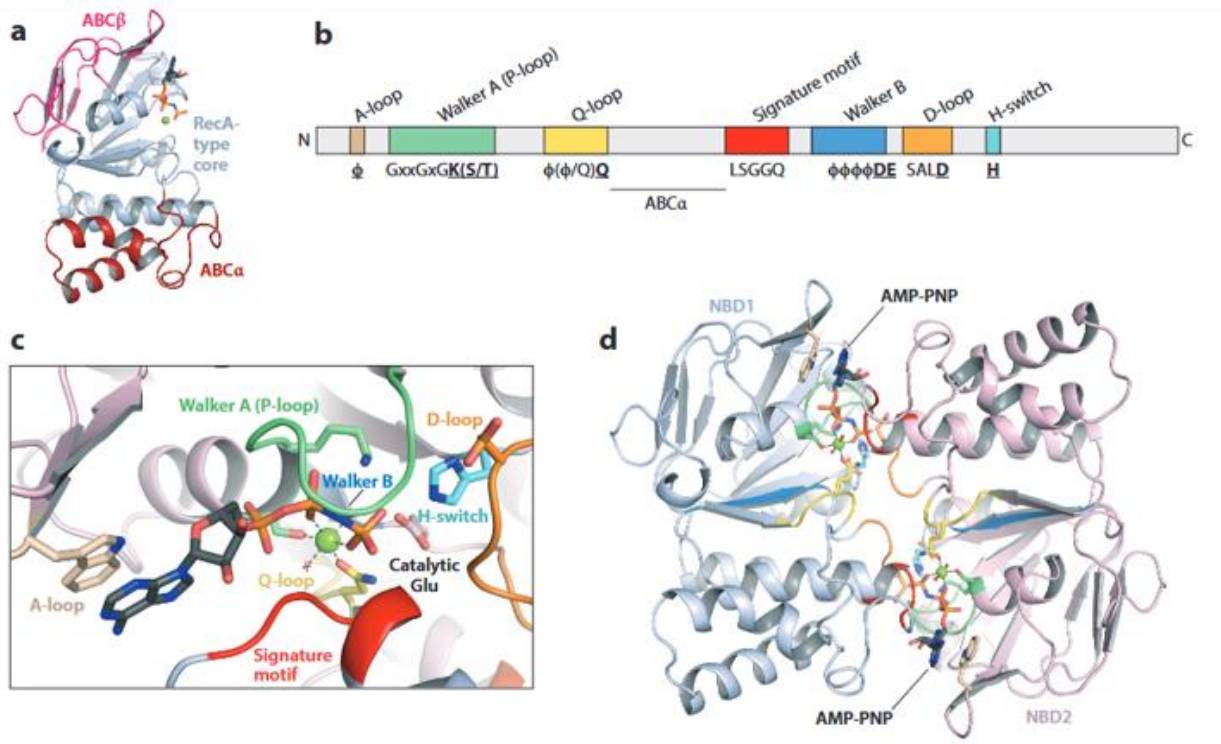 a
ABCβ
RecA-
type
core
ABCα
b
A-loop
Walker A (P-loop)
Q-loop
Signature motif
Walker B
D-loop
H-switch
N
C
ϕ
GxxGxGK(S/T)
ϕ(ϕ/Q)Q
LSGGQ
ϕϕϕϕDE
SALD
H
ABCα
c
Walker A (P-loop)
D-loop
Walker B
H-switch
Catalytic
Glu
Q-loop
A-loop
Signature
motif
d
NBD1
AMP-PNP
AMP-PNP
NBD2